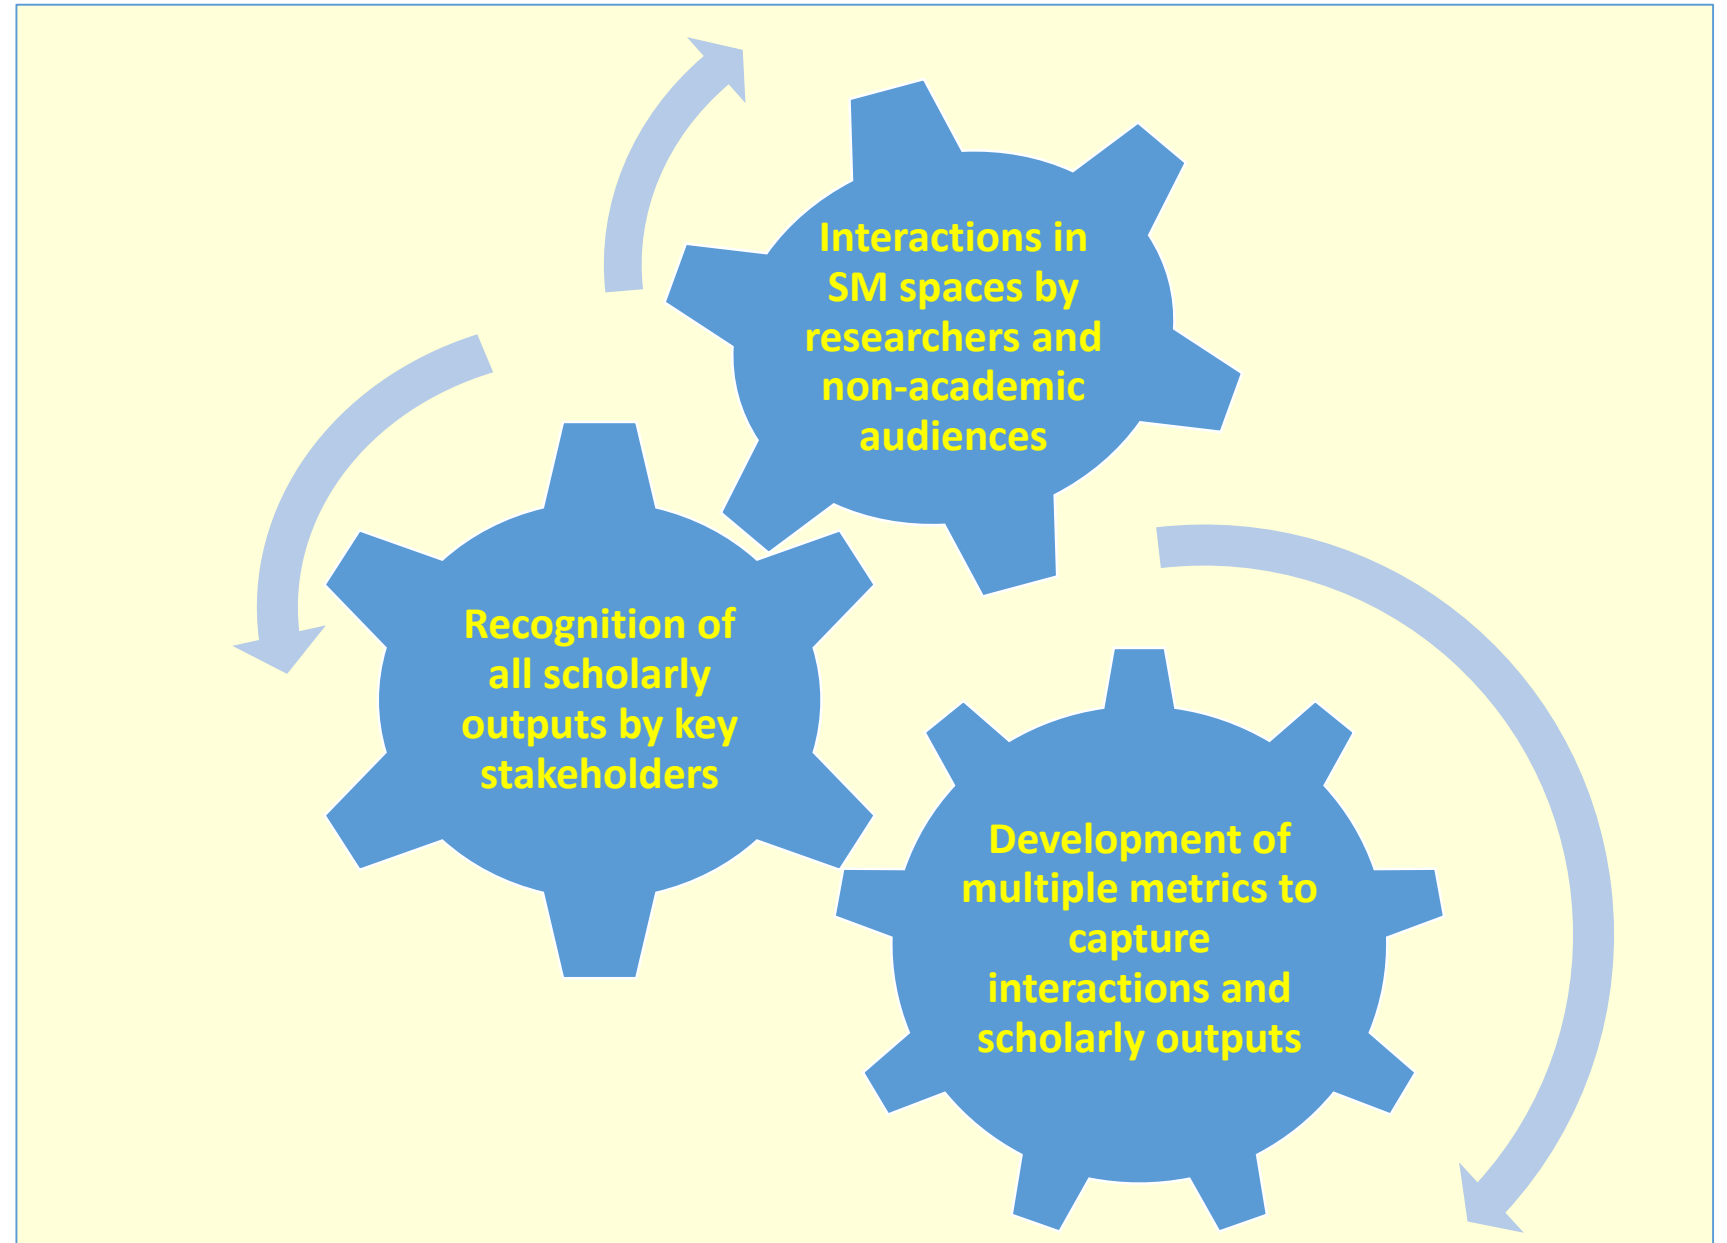 Interactions in
SM spaces by
researchers and
non-academic
audiences
Recognition of
all scholarly
outputs by key
stakeholders
Development of
multiple metrics to
capture
interactions and
scholarly outputs